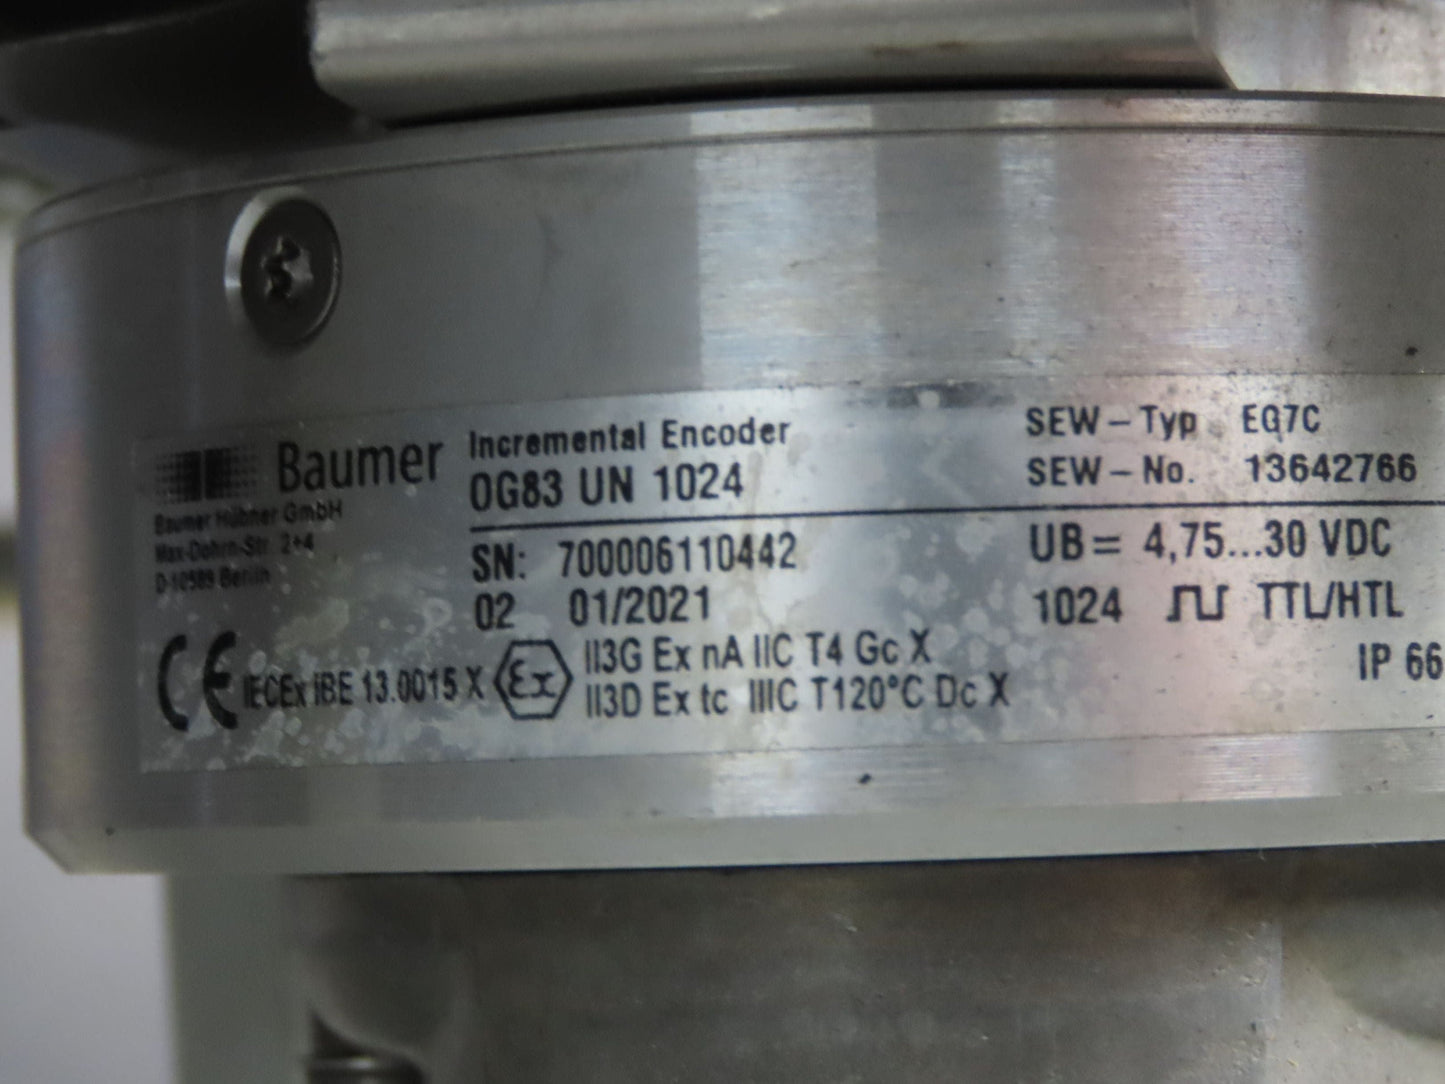 Baumer
Baumer Hübner GmbH
Max-Dohrn-Str. 2+4
D-10589 Berlin
Incremental Encoder
OG83 UN 1024
SEW-Typ EG7C
SEW-No. 13642766
SN: 700006110442
02 01/2021
UB= 4,75...30 VDC
1024 TTL/HTL
IP 66
CE IECEx IBE 13.0015 X Ex
II3G Ex nA IIC T4 Gc X
II3D Ex tc IIIC T120°C Dc X